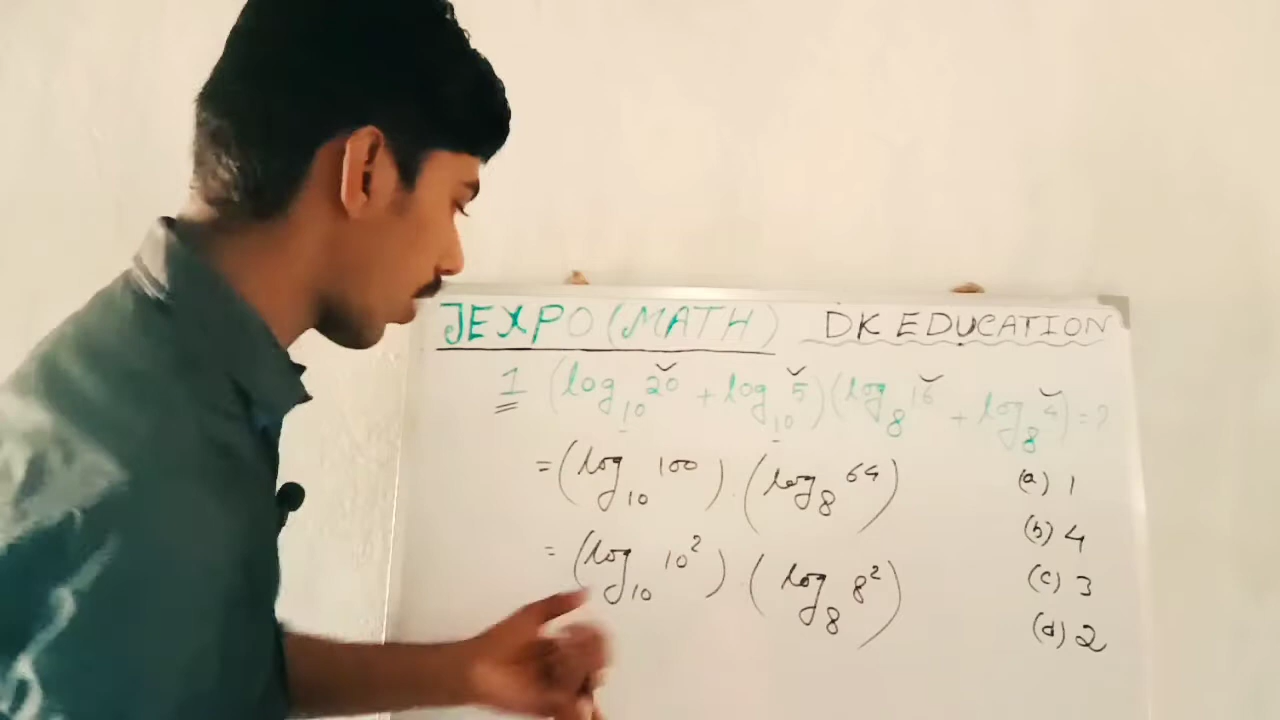 JEXPO (MATH) DK EDUCATION
1 (log₁₀ 20 + log₁₀ 5)(log₈ 16 + log₈ 4) = ?
= (log₁₀ 100) · (log₈ 64)
= (log₁₀ 10²) · (log₈ 8²)
(a) 1
(b) 4
(c) 3
(d) 2